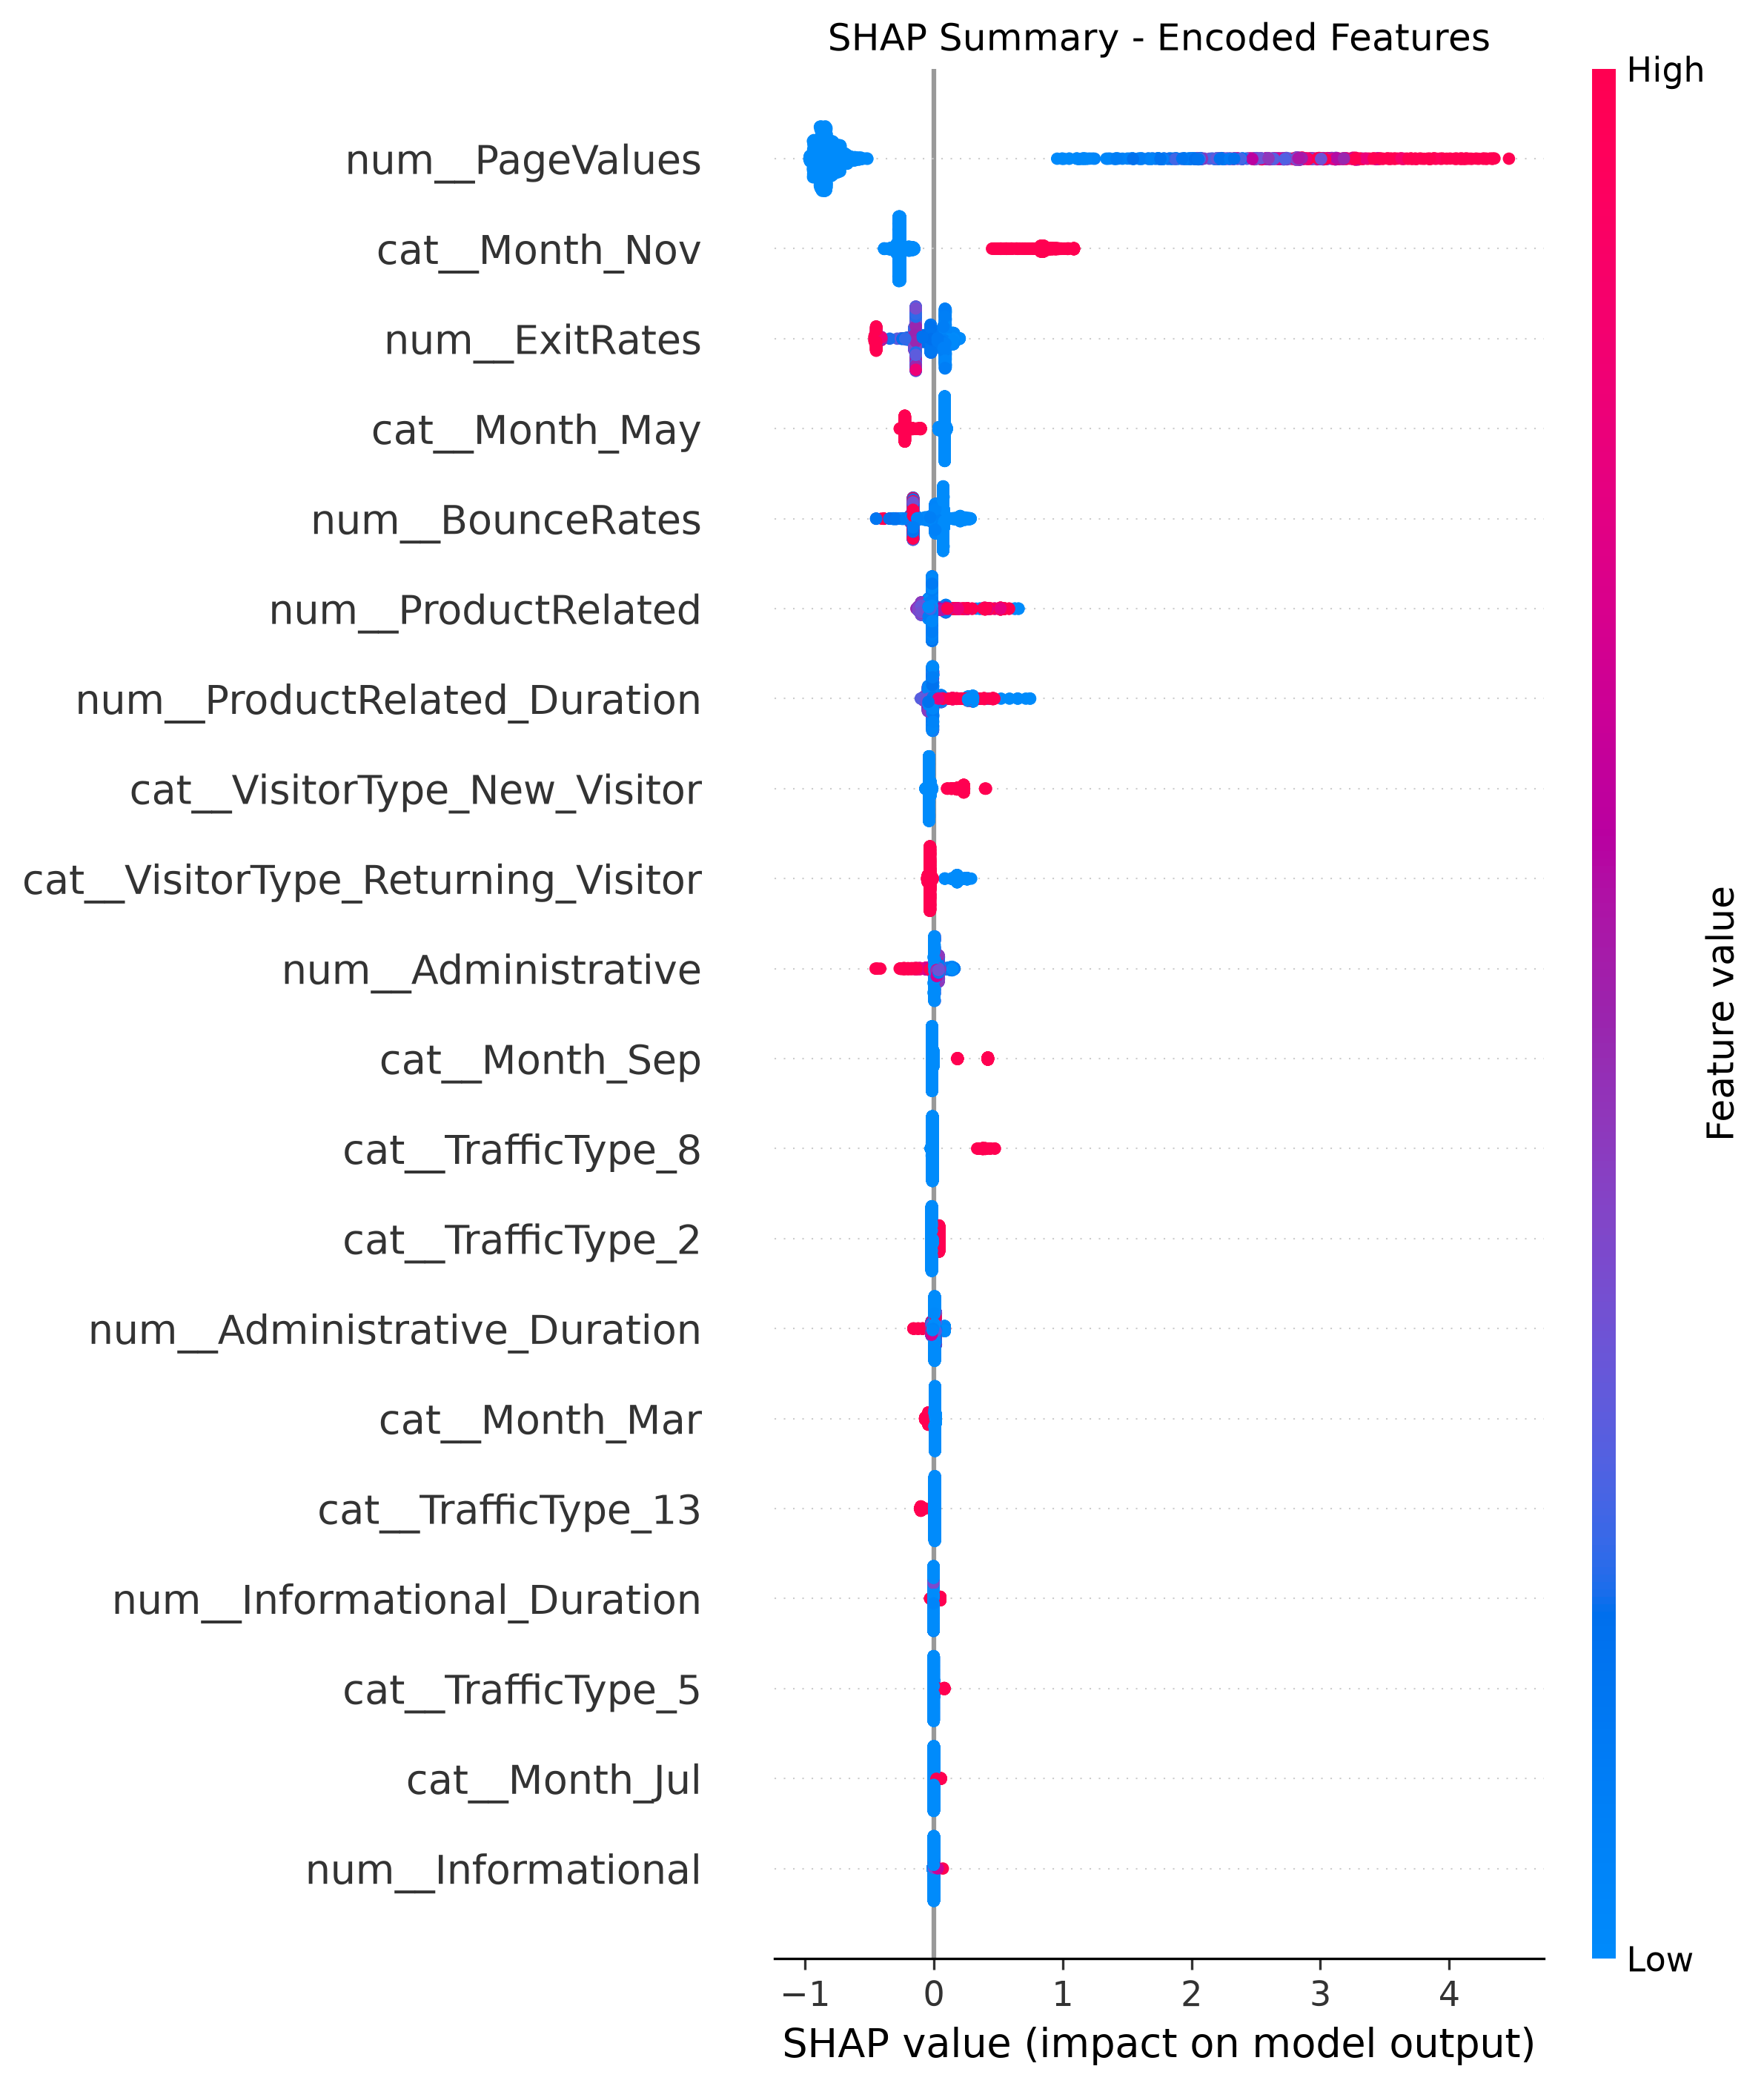 SHAP Summary - Encoded Features
High
num__PageValues
cat__Month_Nov
num__ExitRates
cat__Month_May
num__BounceRates
num__ProductRelated
num__ProductRelated_Duration
cat__VisitorType_New_Visitor
cat__VisitorType_Returning_Visitor
num__Administrative
cat__Month_Sep
cat__TrafficType_8
cat__TrafficType_2
num__Administrative_Duration
cat__Month_Mar
cat__TrafficType_13
num__Informational_Duration
cat__TrafficType_5
cat__Month_Jul
num__Informational
Feature value
Low
−1 0 1 2 3 4
SHAP value (impact on model output)